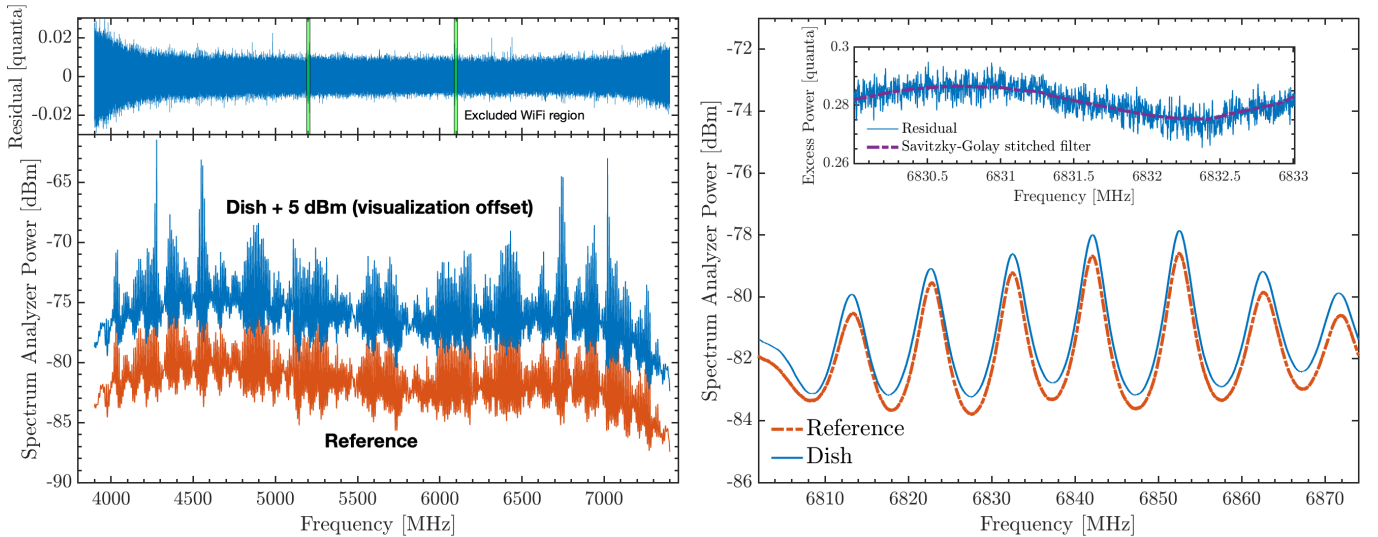 Residual [quanta]
0.02
0
-0.02
Excluded WiFi region
Spectrum Analyzer Power [dBm]
-65
-70
-75
-80
-85
-90
Dish + 5 dBm (visualization offset)
Reference
4000 4500 5000 5500 6000 6500 7000
Frequency [MHz]
Spectrum Analyzer Power [dBm]
-72
-74
-76
-78
-80
-82
-84
-86
Excess Power [quanta]
0.3
0.28
0.26
Residual
Savitzky-Golay stitched filter
6830.5 6831 6831.5 6832 6832.5 6833
Frequency [MHz]
Reference
Dish
6810 6820 6830 6840 6850 6860 6870
Frequency [MHz]